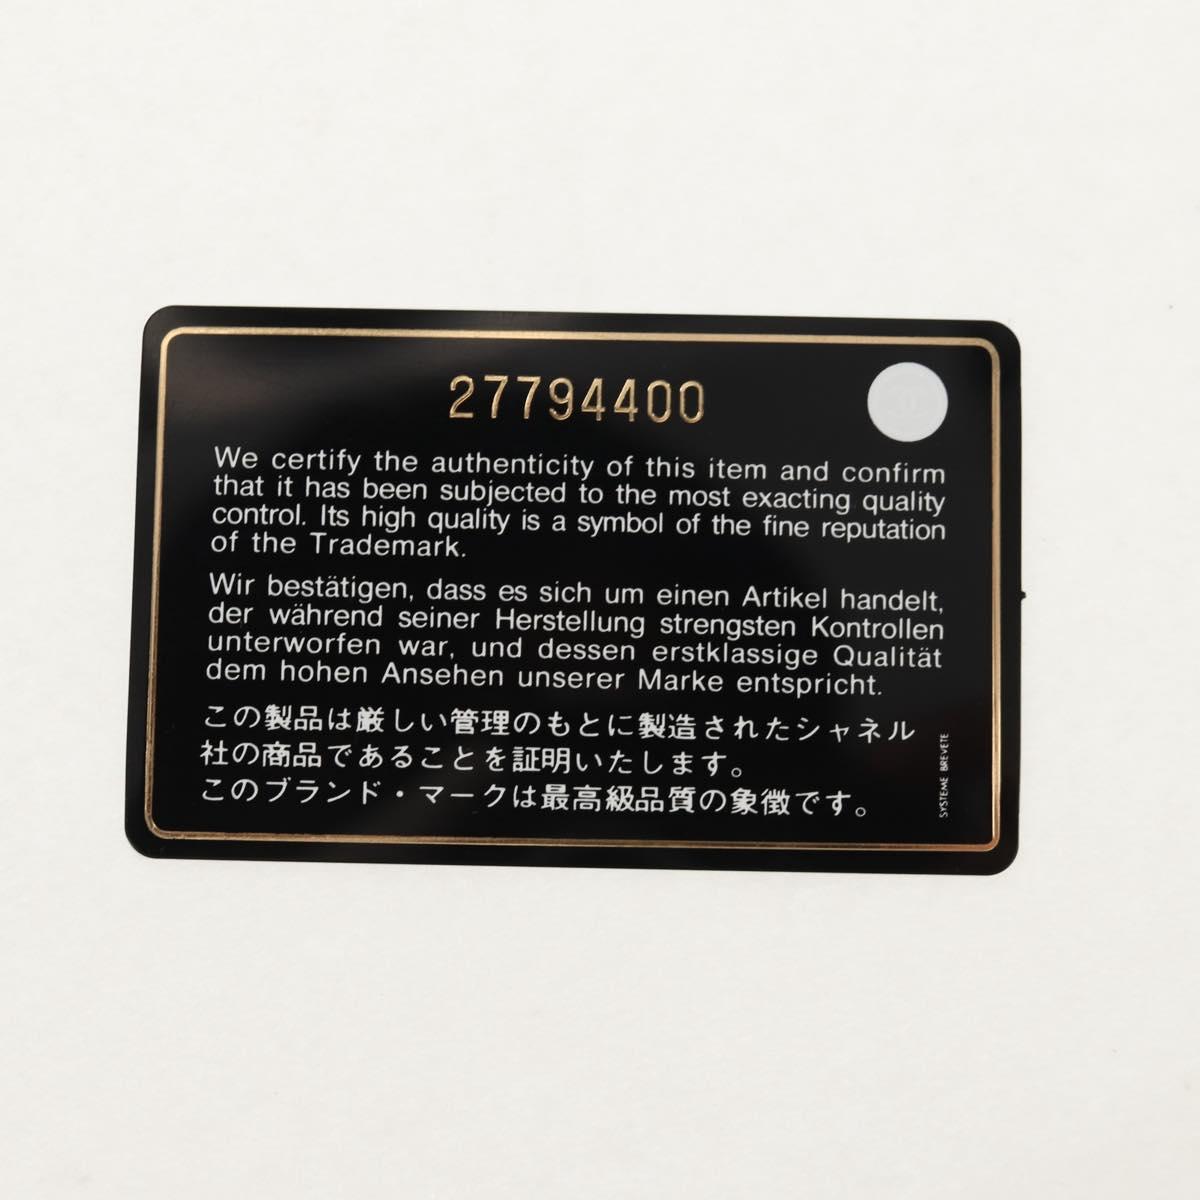 27794400
We certify the authenticity of this item and confirm
that it has been subjected to the most exacting quality
control. Its high quality is a symbol of the fine reputation
of the Trademark.
Wir bestätigen, dass es sich um einen Artikel handelt,
der während seiner Herstellung strengsten Kontrollen
unterworfen war, und dessen erstklassige Qualität
dem hohen Ansehen unserer Marke entspricht.
この製品は厳しい管理のもとに製造されたシャネル
社の商品であることを証明いたします。
このブランド・マークは最高級品質の象徴です。
SYSTEME BREVETE